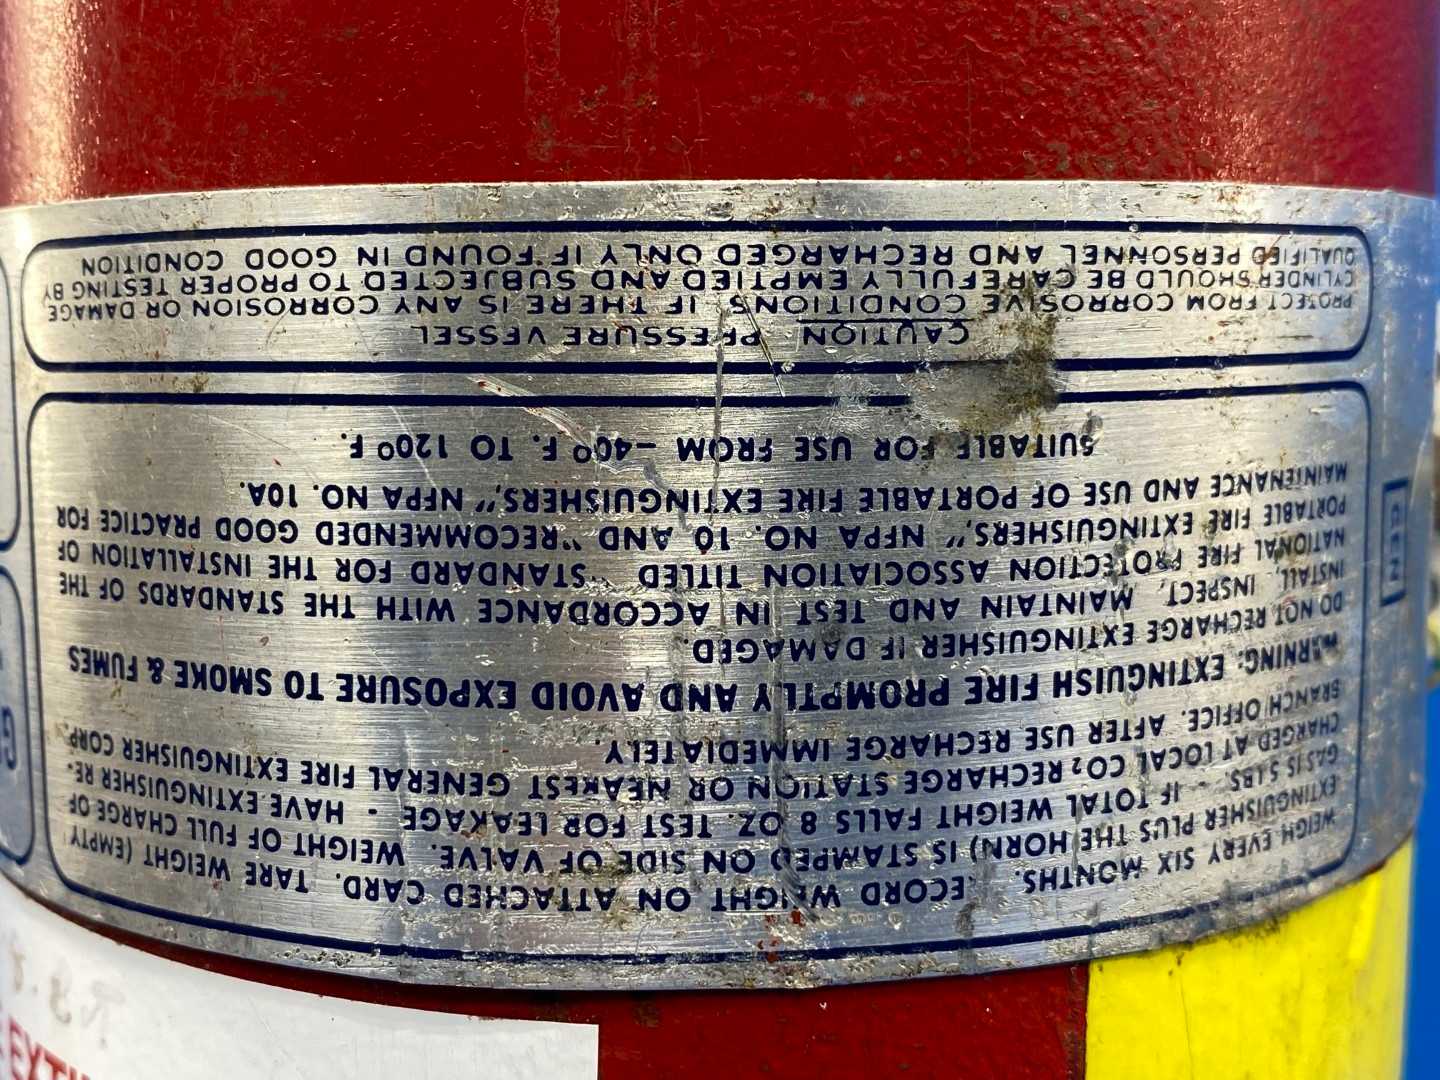 WEIGH EVERY SIX MONTHS. RECORD WEIGHT ON ATTACHED CARD. TARE WEIGHT (EMPTY
EXTINGUISHER PLUS THE HORN) IS STAMPED ON SIDE OF VALVE. WEIGHT OF FULL CHARGE OF
GAS IS 5 LBS. - IF TOTAL WEIGHT FALLS 8 OZ. TEST FOR LEAKAGE - HAVE EXTINGUISHER RE-
CHARGED AT LOCAL CO2 RECHARGE STATION OR NEAREST GENERAL FIRE EXTINGUISHER CORP.
BRANCH OFFICE. AFTER USE RECHARGE IMMEDIATELY.
WARNING: EXTINGUISH FIRE PROMPTLY AND AVOID EXPOSURE TO SMOKE & FUMES
DO NOT RECHARGE EXTINGUISHER IF DAMAGED.
INSTALL, INSPECT, MAINTAIN AND TEST IN ACCORDANCE WITH THE STANDARDS OF THE
NATIONAL FIRE PROTECTION ASSOCIATION TITLED "STANDARD FOR THE INSTALLATION OF
PORTABLE FIRE EXTINGUISHERS," NFPA NO. 10 AND "RECOMMENDED GOOD PRACTICE FOR
MAINTENANCE AND USE OF PORTABLE FIRE EXTINGUISHERS," NFPA NO. 10A.
SUITABLE FOR USE FROM -40° F. TO 120° F.
CAUTION PRESSURE VESSEL
PROTECT FROM CORROSIVE CONDITIONS. IF THERE IS ANY CORROSION OR DAMAGE
CYLINDER SHOULD BE CAREFULLY EMPTIED AND SUBJECTED TO PROPER TESTING BY
QUALIFIED PERSONNEL AND RECHARGED ONLY IF FOUND IN GOOD CONDITION